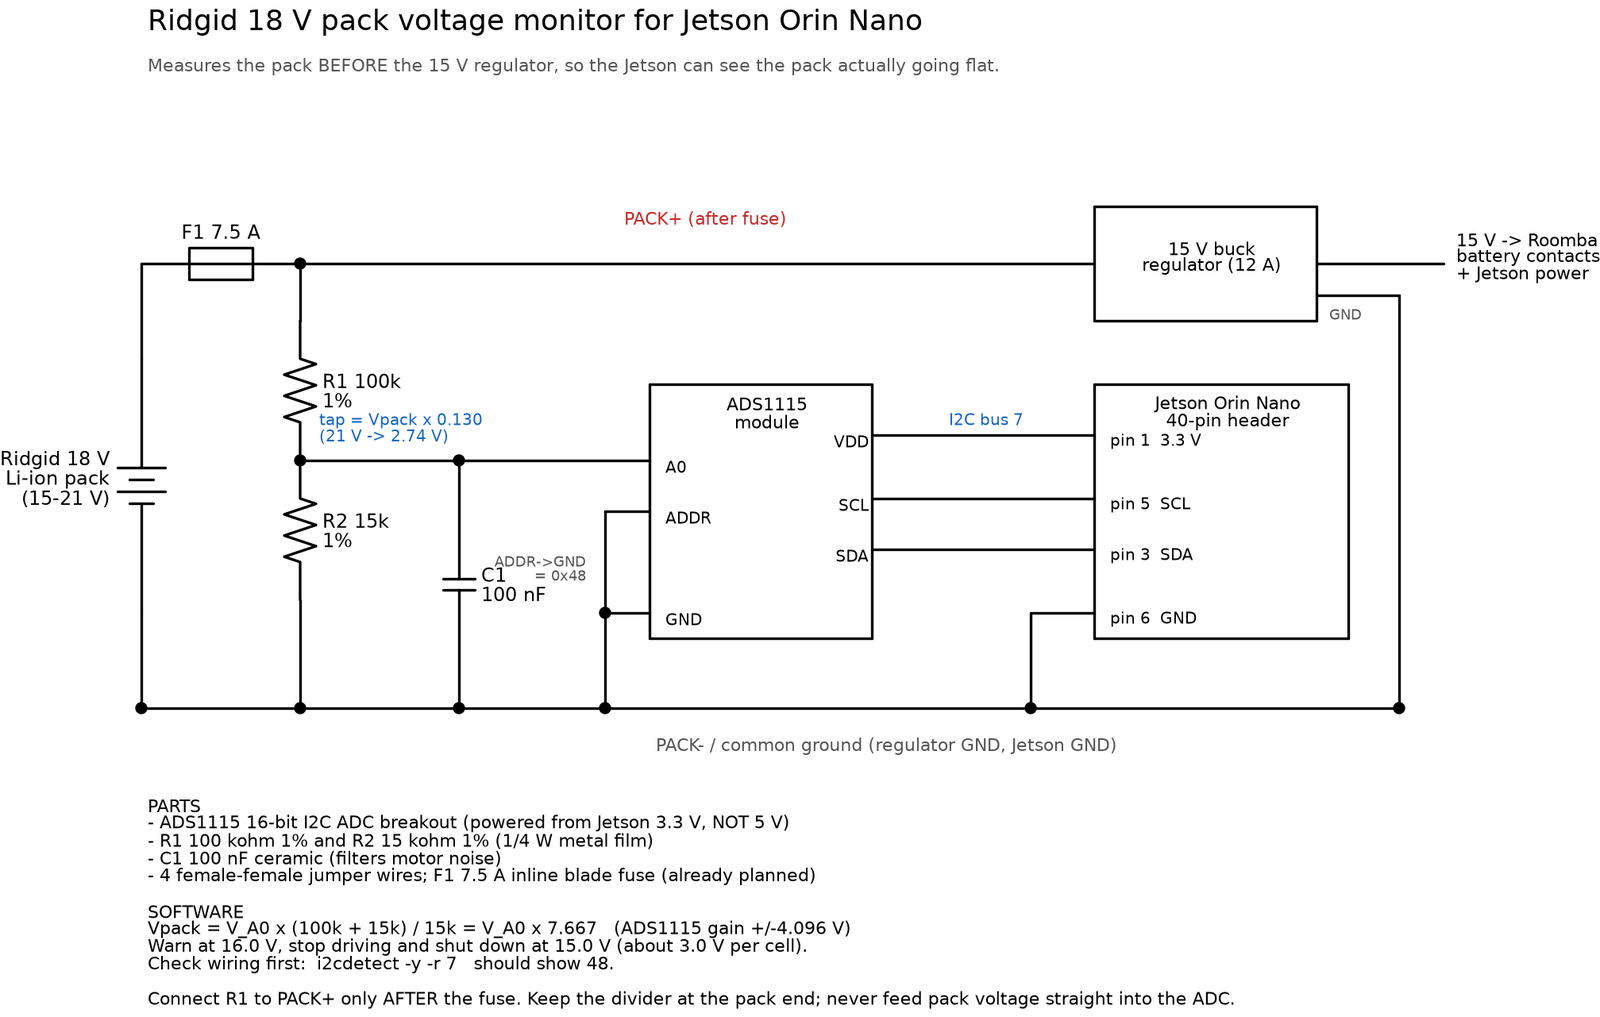 Ridgid 18 V pack voltage monitor for Jetson Orin Nano
Measures the pack BEFORE the 15 V regulator, so the Jetson can see the pack actually going flat.
F1 7.5 A
PACK+ (after fuse)
15 V buck
regulator (12 A)
15 V -> Roomba
battery contacts
+ Jetson power
GND
R1 100k
1%
tap = Vpack x 0.130
(21 V -> 2.74 V)
Ridgid 18 V
Li-ion pack
(15-21 V)
R2 15k
1%
ADDR->GND
= 0x48
C1
100 nF
ADS1115
module
VDD
A0
SCL
ADDR
SDA
GND
I2C bus 7
Jetson Orin Nano
40-pin header
pin 1  3.3 V
pin 5  SCL
pin 3  SDA
pin 6  GND
PACK- / common ground (regulator GND, Jetson GND)
PARTS
- ADS1115 16-bit I2C ADC breakout (powered from Jetson 3.3 V, NOT 5 V)
- R1 100 kohm 1% and R2 15 kohm 1% (1/4 W metal film)
- C1 100 nF ceramic (filters motor noise)
- 4 female-female jumper wires; F1 7.5 A inline blade fuse (already planned)
SOFTWARE
Vpack = V_A0 x (100k + 15k) / 15k = V_A0 x 7.667   (ADS1115 gain +/-4.096 V)
Warn at 16.0 V, stop driving and shut down at 15.0 V (about 3.0 V per cell).
Check wiring first:  i2cdetect -y -r 7   should show 48.
Connect R1 to PACK+ only AFTER the fuse. Keep the divider at the pack end; never feed pack voltage straight into the ADC.